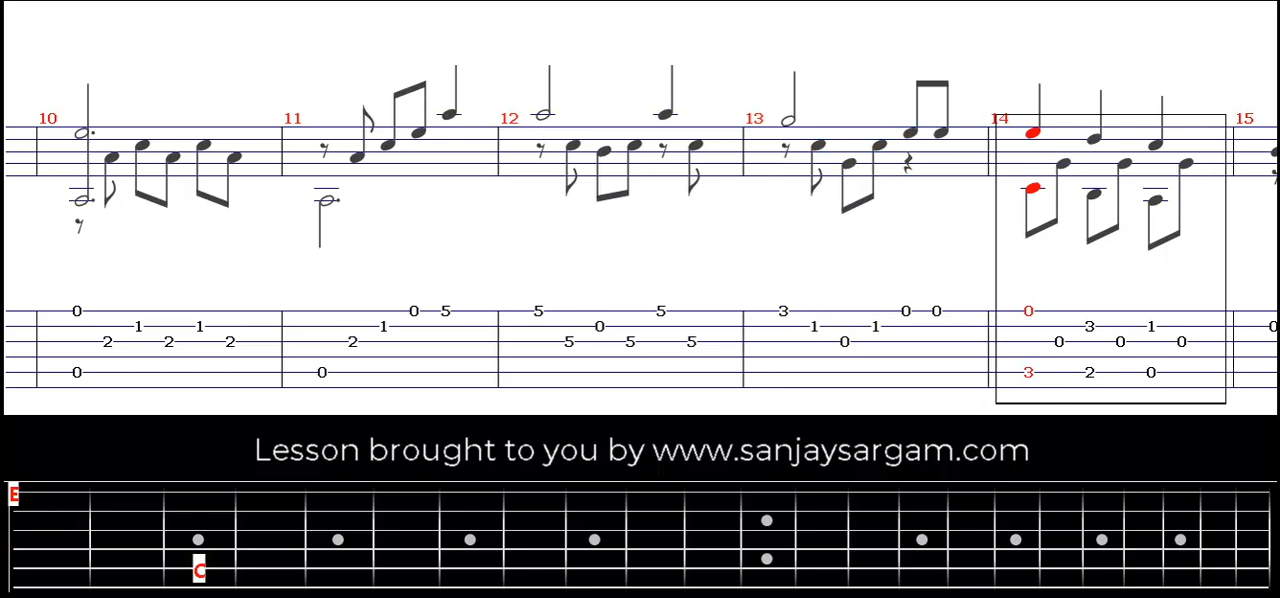 10 11 12 13 14 15
0 0 5 5 5 3 0 0 0
1 1 1 0 1 1 3 1 0
2 2 2 2 5 5 5 0 0 0 0
0 0 3 2 0
Lesson brought to you by www.sanjaysargam.com
E
C